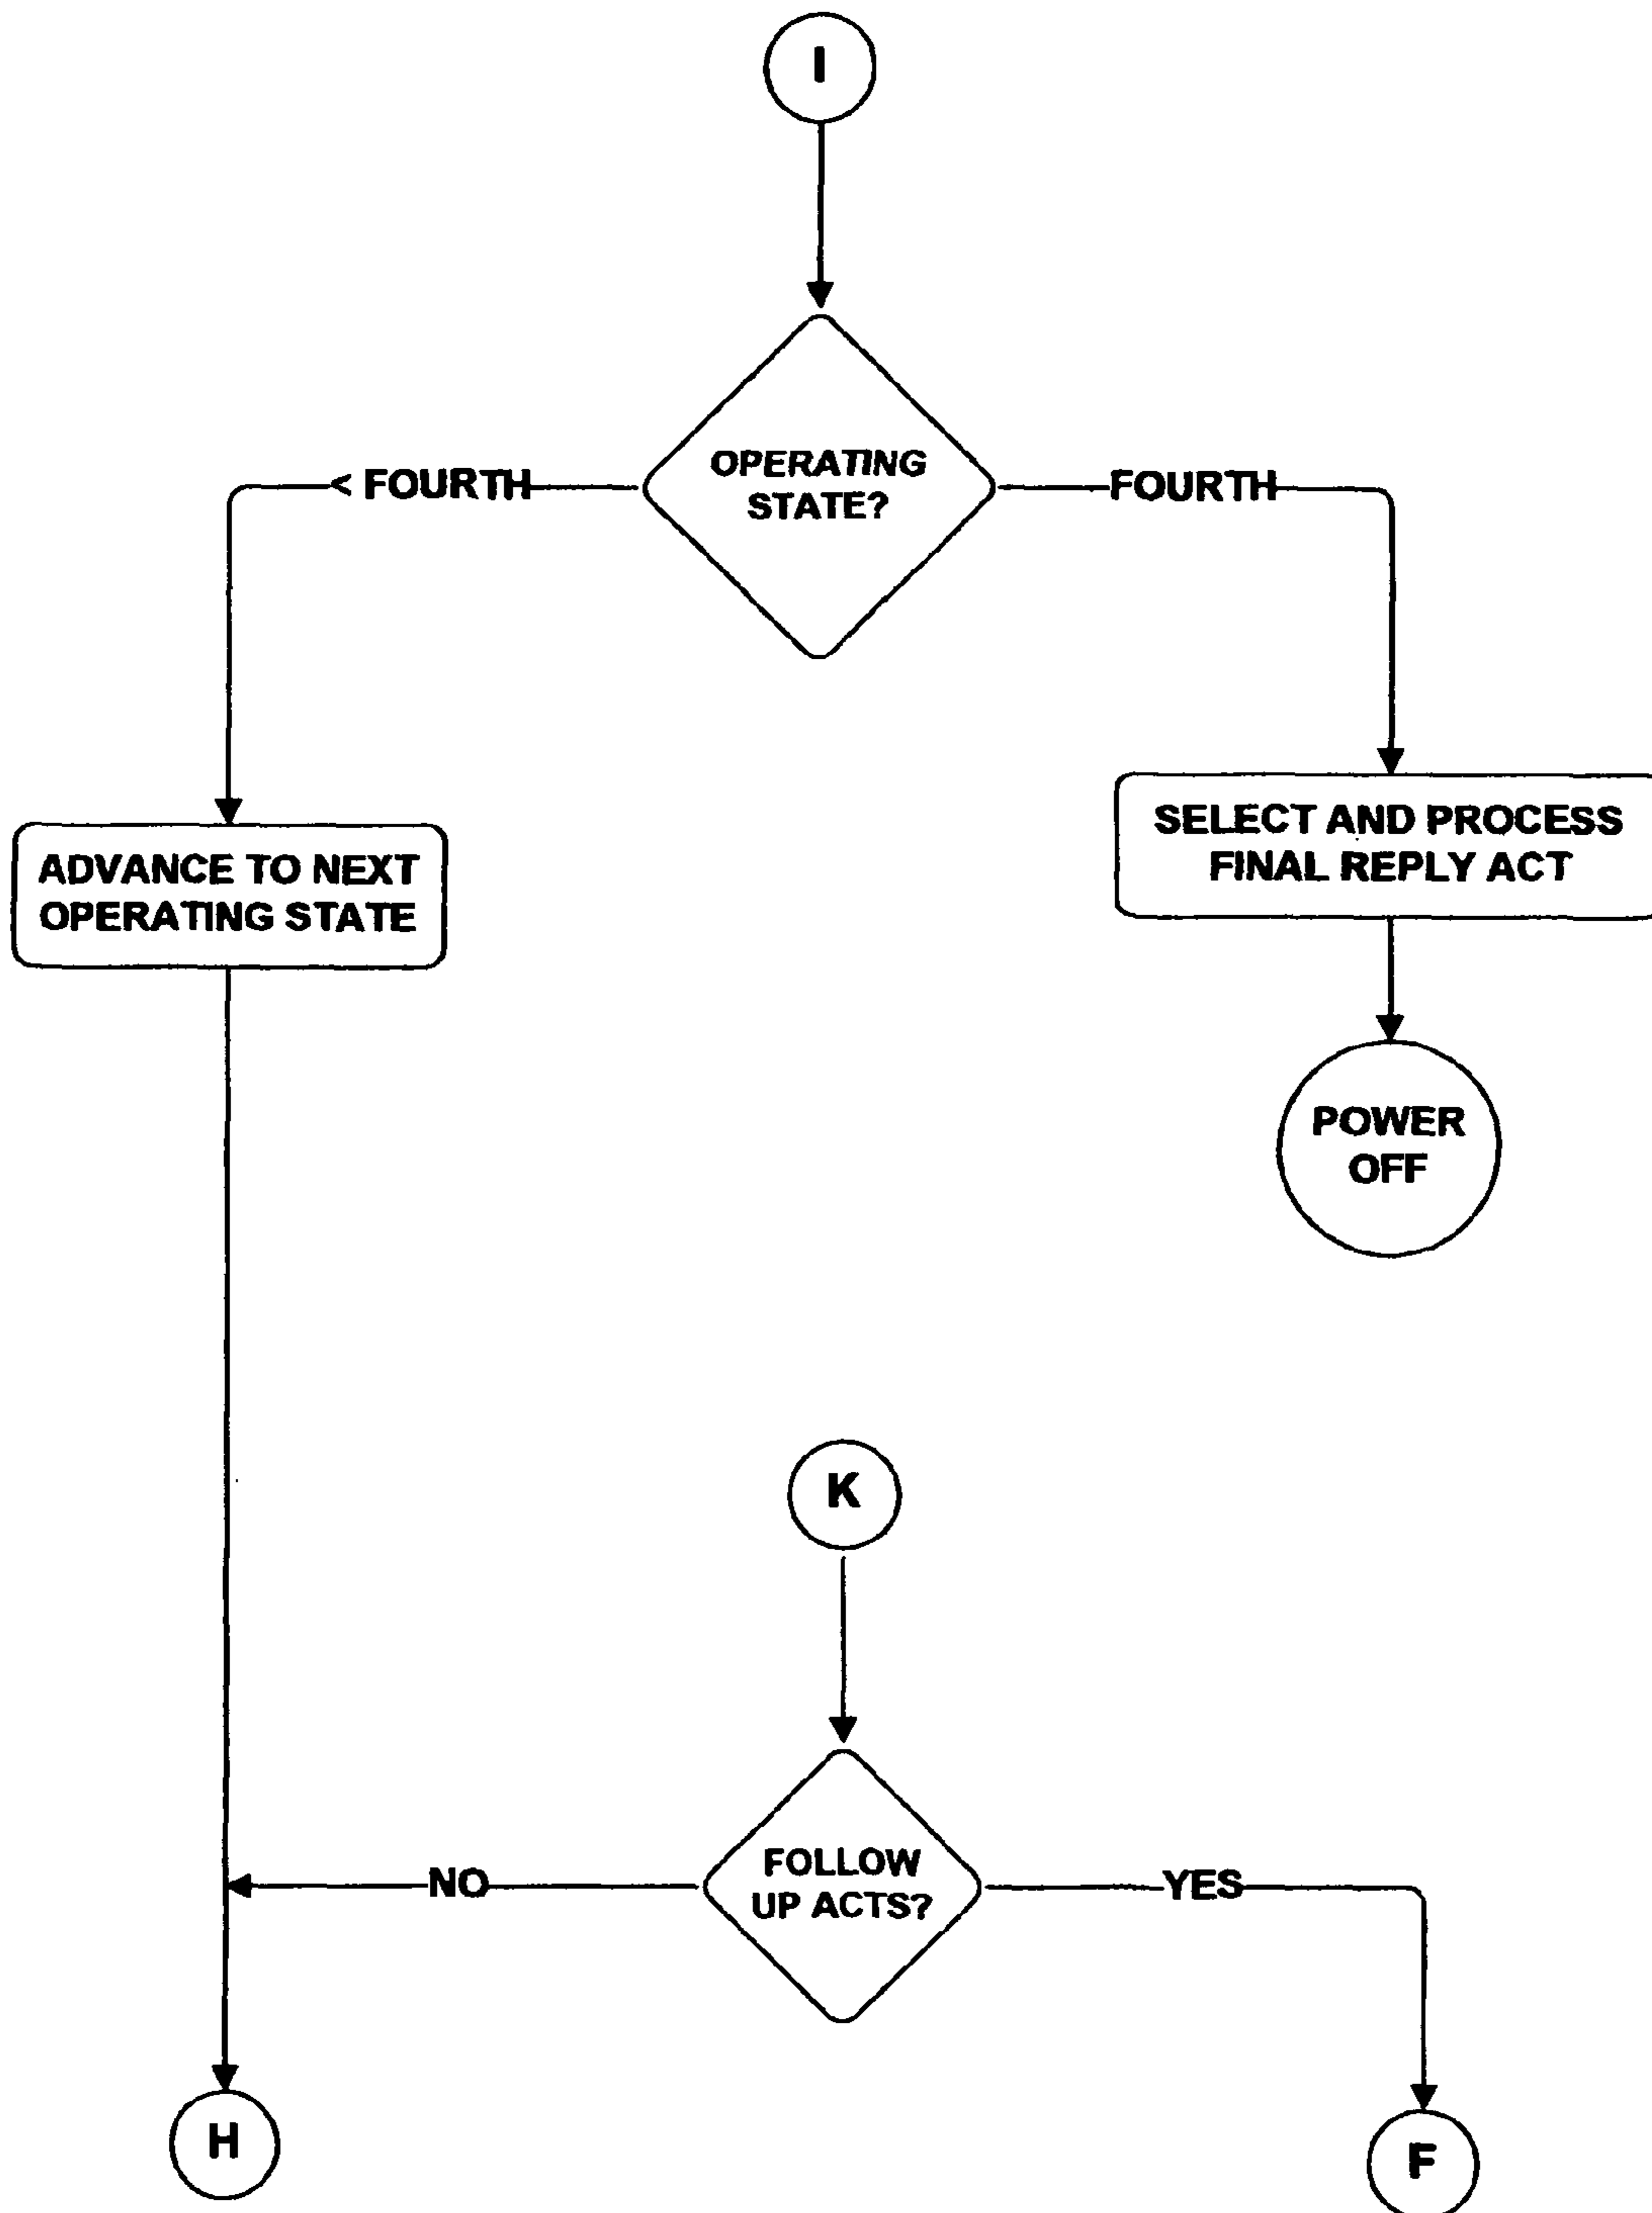 I
OPERATING
STATE?
< FOURTH
FOURTH
SELECT AND PROCESS
FINAL REPLY ACT
ADVANCE TO NEXT
OPERATING STATE
POWER
OFF
K
FOLLOW
UP ACTS?
NO
YES
H
F